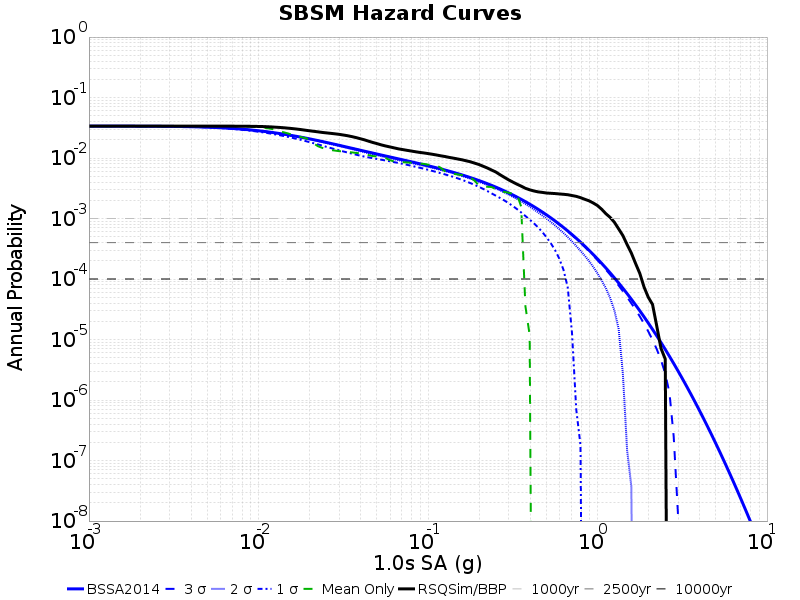 SBSM Hazard Curves
10^0
10^-1
10^-2
10^-3
10^-4
10^-5
10^-6
10^-7
10^-8
Annual Probability
10^-3 10^-2 10^-1 10^0 10^1
1.0s SA (g)
BSSA2014 3 σ 2 σ 1 σ Mean Only RSQSim/BBP 1000yr 2500yr 10000yr